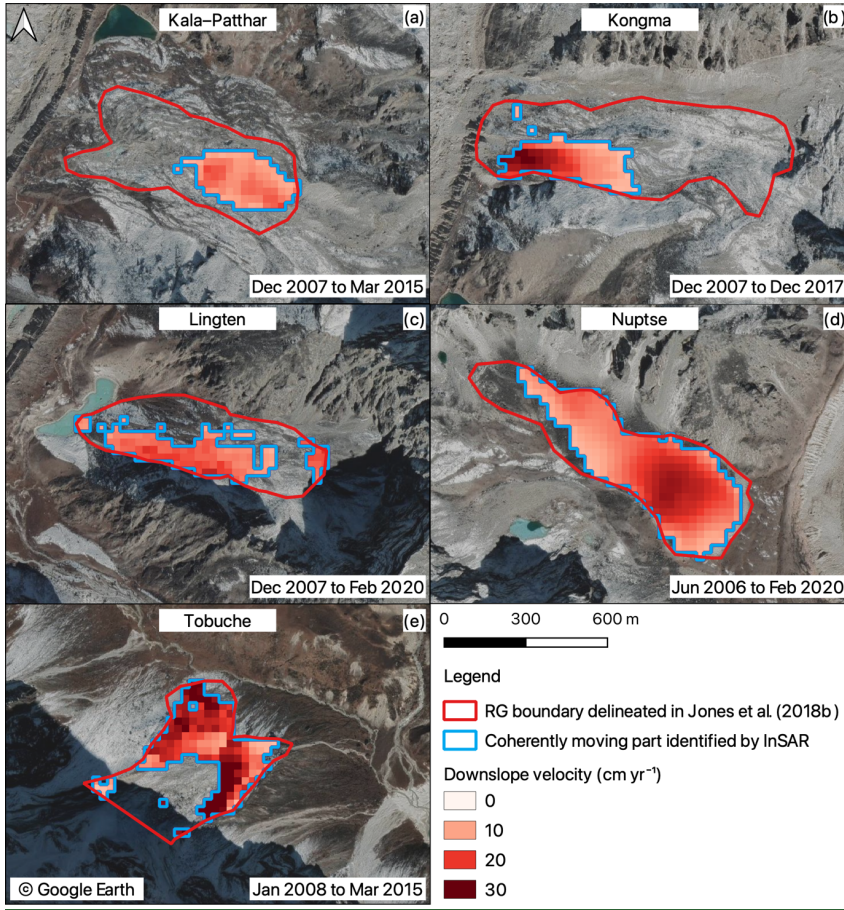 Kala–Patthar
(a)
Dec 2007 to Mar 2015
Kongma
(b)
Dec 2007 to Dec 2017
Lingten
(c)
Dec 2007 to Feb 2020
Nuptse
(d)
Jun 2006 to Feb 2020
Tobuche
(e)
© Google Earth
Jan 2008 to Mar 2015
0 300 600 m
Legend
RG boundary delineated in Jones et al. (2018b)
Coherently moving part identified by InSAR
Downslope velocity (cm yr⁻¹)
0
10
20
30